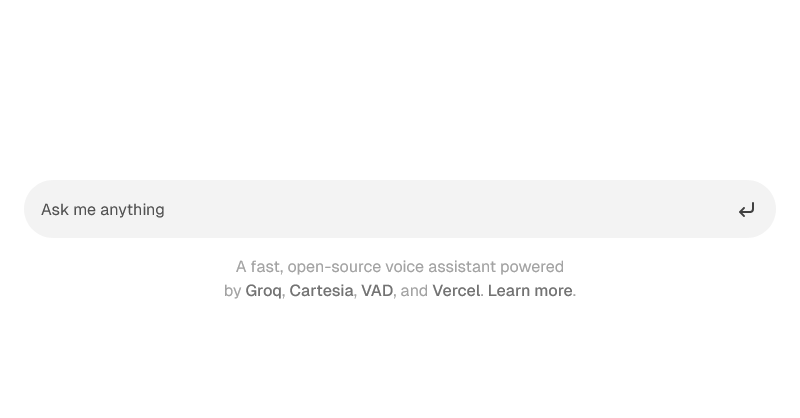 Ask me anything
A fast, open-source voice assistant powered
by Groq, Cartesia, VAD, and Vercel. Learn more.